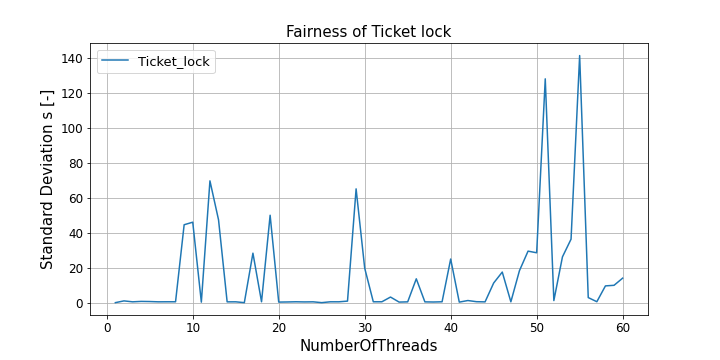 Fairness of Ticket lock
Ticket_lock
Standard Deviation s [-]
140
120
100
80
60
40
20
0
0 10 20 30 40 50 60
NumberOfThreads